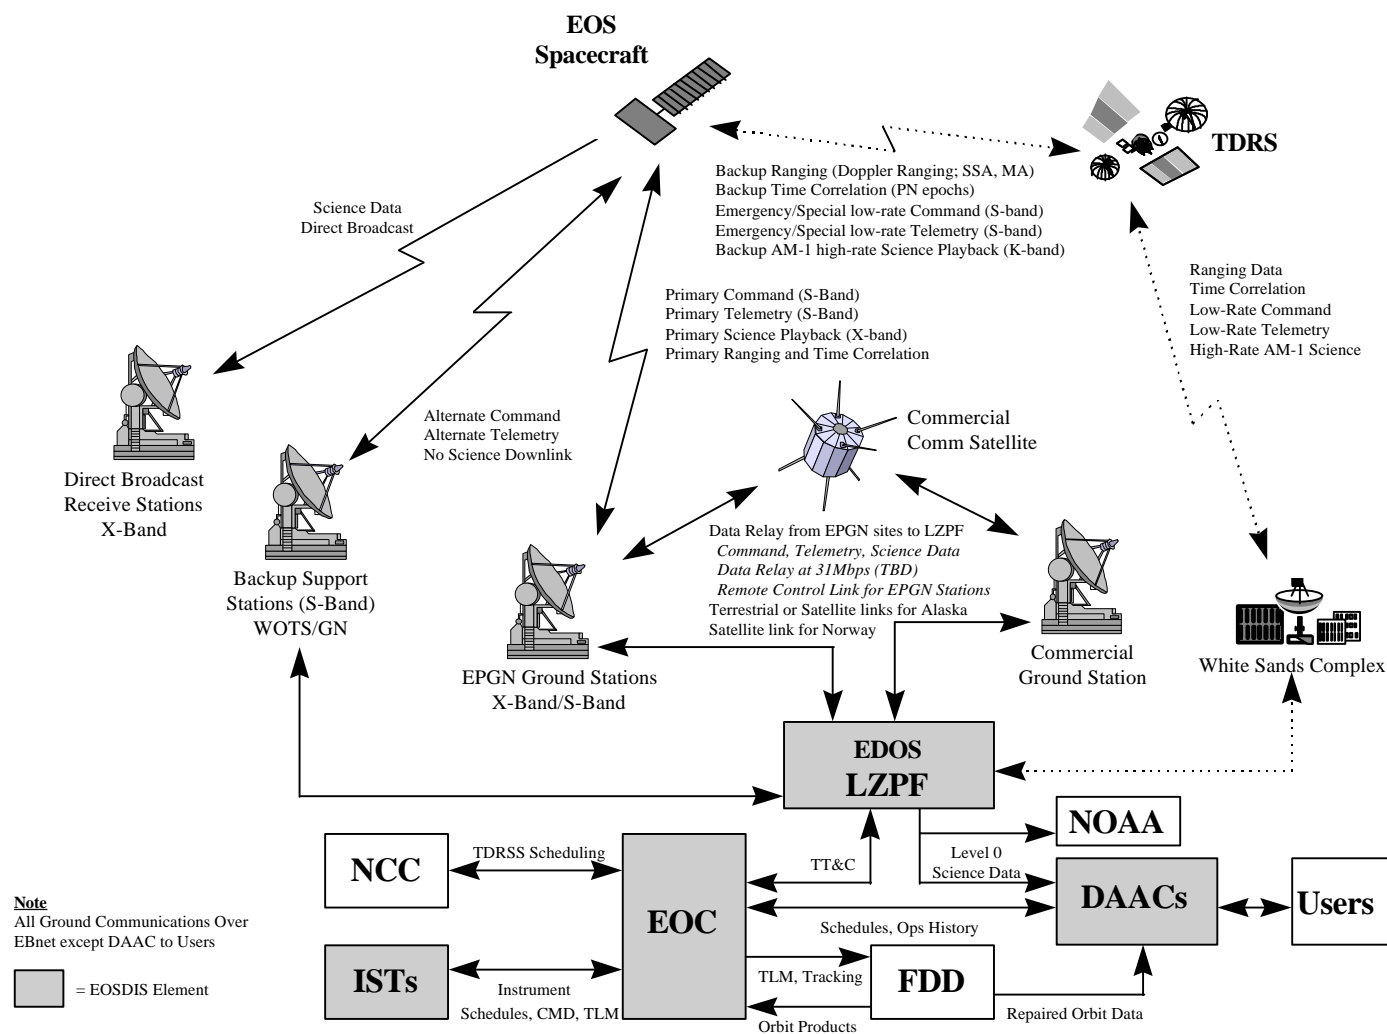 EOS
Spacecraft
TDRS
Science Data
Direct Broadcast
Backup Ranging (Doppler Ranging; SSA, MA)
Backup Time Correlation (PN epochs)
Emergency/Special low-rate Command (S-band)
Emergency/Special low-rate Telemetry (S-band)
Backup AM-1 high-rate Science Playback (K-band)
Ranging Data
Time Correlation
Low-Rate Command
Low-Rate Telemetry
High-Rate AM-1 Science
Primary Command (S-Band)
Primary Telemetry (S-Band)
Primary Science Playback (X-band)
Primary Ranging and Time Correlation
Alternate Command
Alternate Telemetry
No Science Downlink
Commercial
Comm Satellite
Direct Broadcast
Receive Stations
X-Band
Backup Support
Stations (S-Band)
WOTS/GN
Data Relay from EPGN sites to LZPF
Command, Telemetry, Science Data
Data Relay at 31Mbps (TBD)
Remote Control Link for EPGN Stations
Terrestrial or Satellite links for Alaska
Satellite link for Norway
EPGN Ground Stations
X-Band/S-Band
Commercial
Ground Station
White Sands Complex
EDOS
LZPF
NOAA
NCC
TDRSS Scheduling
TT&C
Level 0
Science Data
EOC
DAACs
Users
Note
All Ground Communications Over
EBnet except DAAC to Users
= EOSDIS Element
Schedules, Ops History
ISTs
Instrument
Schedules, CMD, TLM
TLM, Tracking
FDD
Orbit Products
Repaired Orbit Data